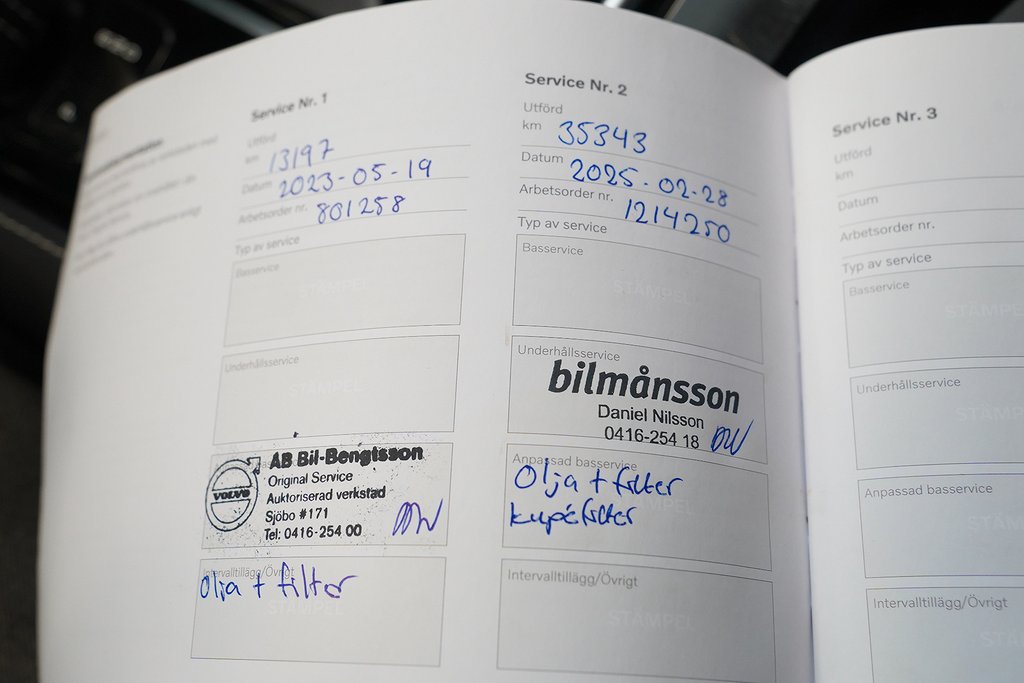 Service Nr. 1
Utförd
km 13197
Datum 2023-05-19
Arbetsorder nr. 801258
Typ av service
Basservice
STÄMPEL
Underhållsservice
STÄMPEL
AB Bil-Bengtsson
Original Service
VOLVO
Auktoriserad verkstad
Sjöbo #171
Tel: 0416-254 00
Intervalltillägg/Övrigt
Olja + filter
STÄMPEL
Service Nr. 2
Utförd
km 35343
Datum 2025-02-28
Arbetsorder nr. 1214250
Typ av service
Basservice
STÄMPEL
Underhållsservice
bilmånsson
Daniel Nilsson
0416-254 18
Anpassad basservice
Olja + filter
kupéfilter
Intervalltillägg/Övrigt
STÄMPEL
Service Nr. 3
Utförd
km
Datum
Arbetsorder nr.
Typ av service
Basservice
STÄMPEL
Underhållsservice
Anpassad basservice
Intervalltillägg/Övrigt